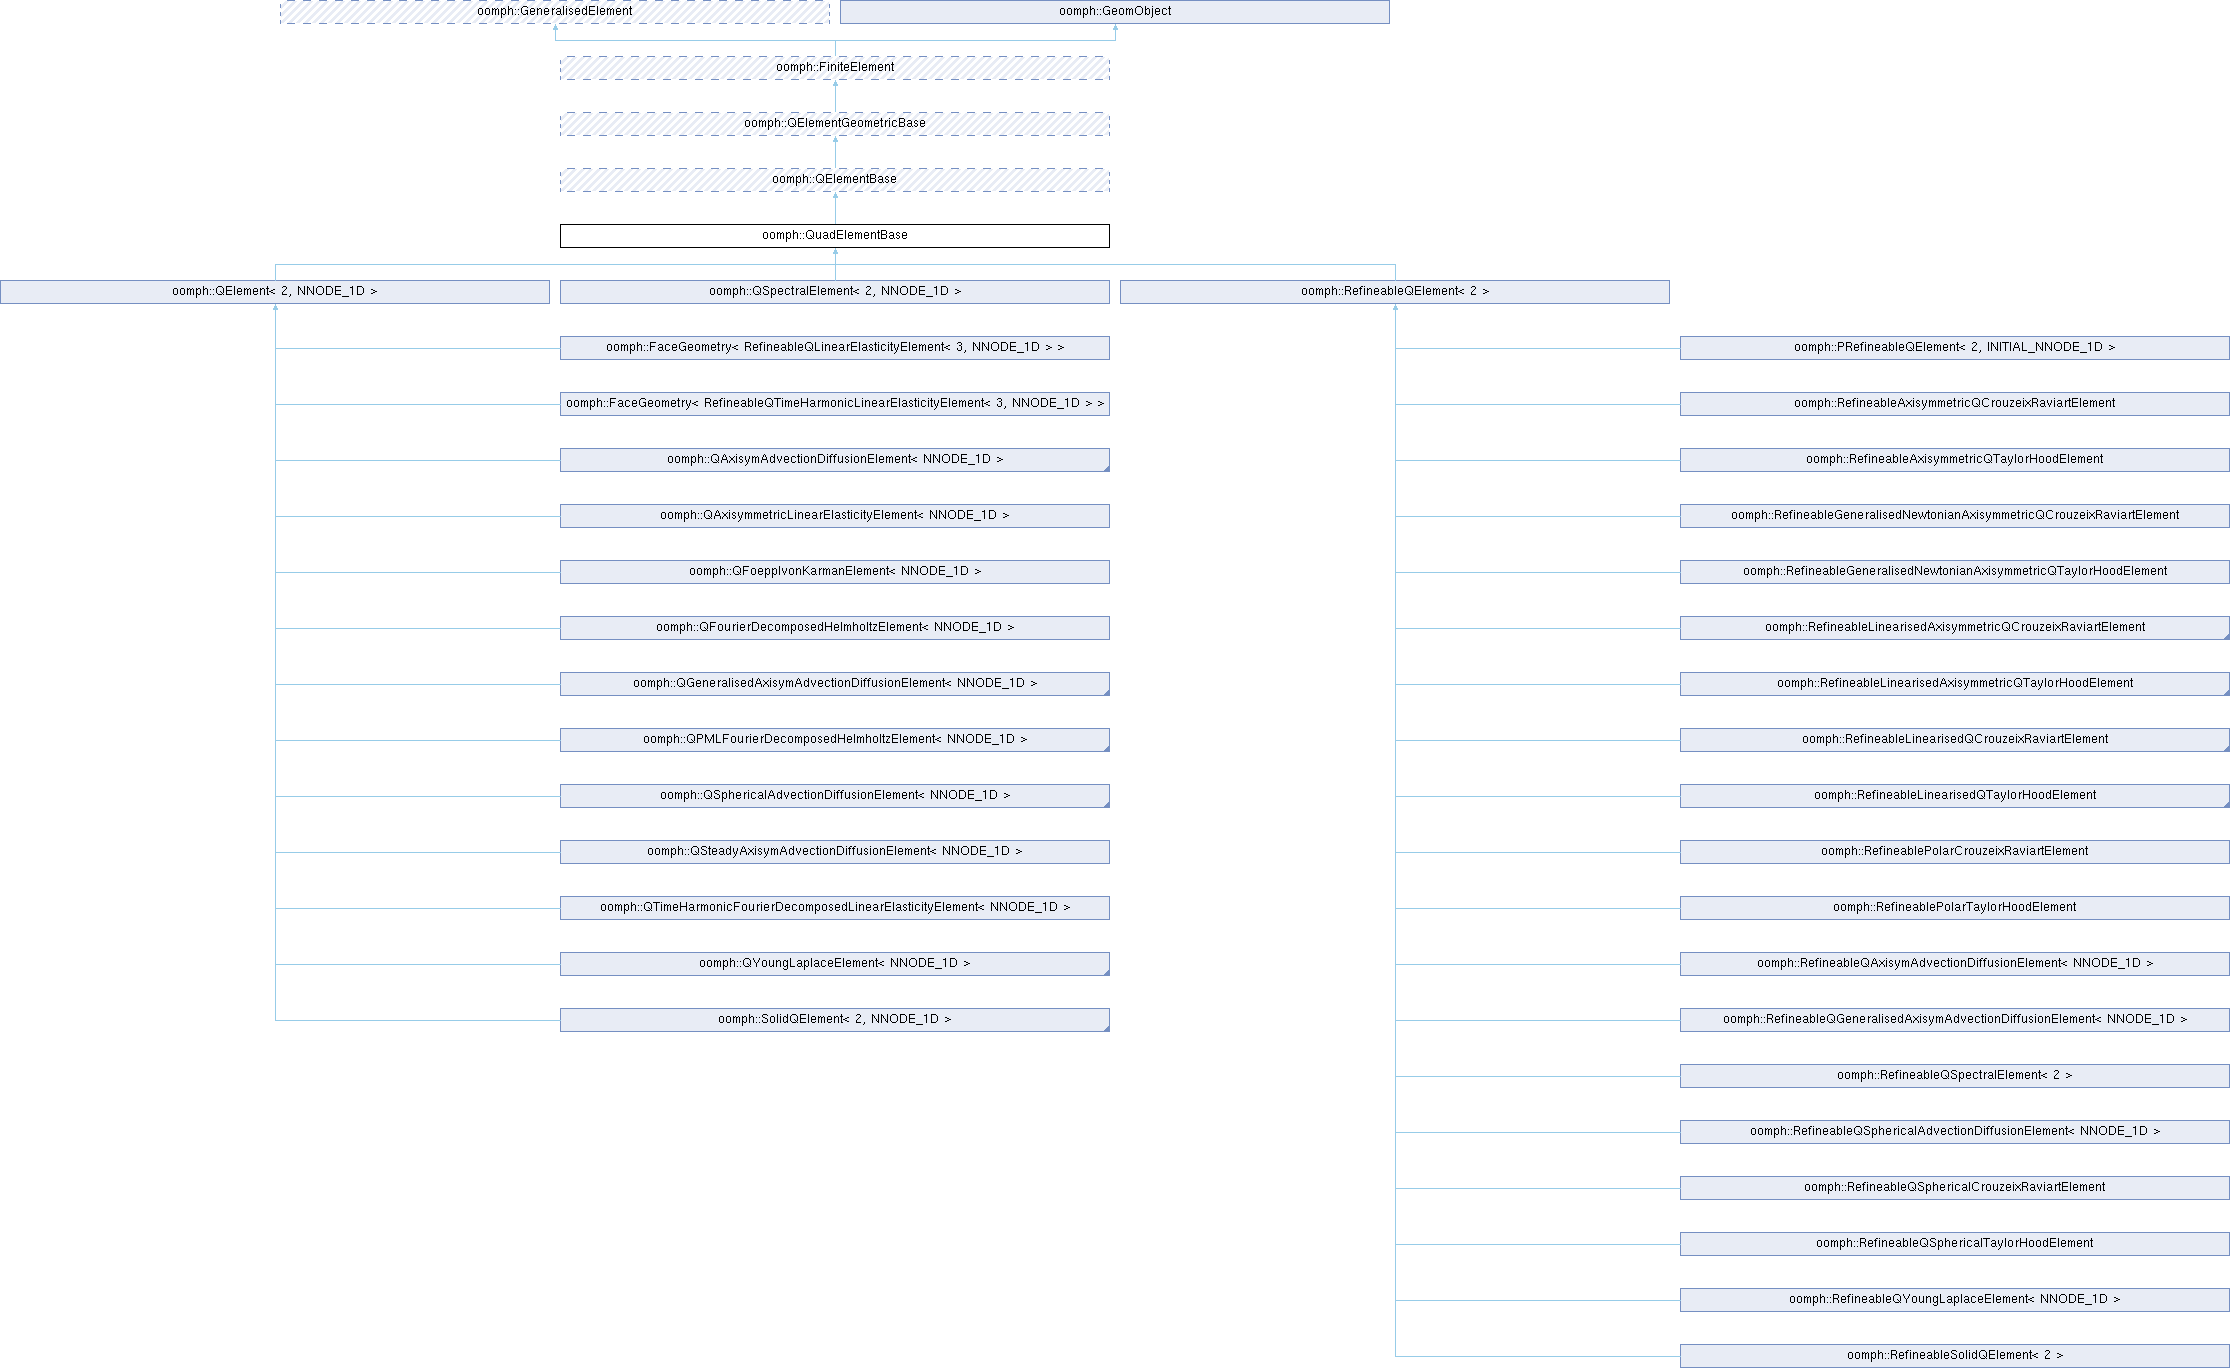 oomph::GeneralisedElement
oomph::GeomObject
oomph::FiniteElement
oomph::QElementGeometricBase
oomph::QElementBase
oomph::QuadElementBase
oomph::QElement< 2, NNODE_1D >
oomph::QSpectralElement< 2, NNODE_1D >
oomph::RefineableQElement< 2 >
oomph::FaceGeometry< RefineableQLinearElasticityElement< 3, NNODE_1D > >
oomph::FaceGeometry< RefineableQTimeHarmonicLinearElasticityElement< 3, NNODE_1D > >
oomph::QAxisymAdvectionDiffusionElement< NNODE_1D >
oomph::QAxisymmetricLinearElasticityElement< NNODE_1D >
oomph::QFoepplvonKarmanElement< NNODE_1D >
oomph::QFourierDecomposedHelmholtzElement< NNODE_1D >
oomph::QGeneralisedAxisymAdvectionDiffusionElement< NNODE_1D >
oomph::QPMLFourierDecomposedHelmholtzElement< NNODE_1D >
oomph::QSphericalAdvectionDiffusionElement< NNODE_1D >
oomph::QSteadyAxisymAdvectionDiffusionElement< NNODE_1D >
oomph::QTimeHarmonicFourierDecomposedLinearElasticityElement< NNODE_1D >
oomph::QYoungLaplaceElement< NNODE_1D >
oomph::SolidQElement< 2, NNODE_1D >
oomph::PRefineableQElement< 2, INITIAL_NNODE_1D >
oomph::RefineableAxisymmetricQCrouzeixRaviartElement
oomph::RefineableAxisymmetricQTaylorHoodElement
oomph::RefineableGeneralisedNewtonianAxisymmetricQCrouzeixRaviartElement
oomph::RefineableGeneralisedNewtonianAxisymmetricQTaylorHoodElement
oomph::RefineableLinearisedAxisymmetricQCrouzeixRaviartElement
oomph::RefineableLinearisedAxisymmetricQTaylorHoodElement
oomph::RefineableLinearisedQCrouzeixRaviartElement
oomph::RefineableLinearisedQTaylorHoodElement
oomph::RefineablePolarCrouzeixRaviartElement
oomph::RefineablePolarTaylorHoodElement
oomph::RefineableQAxisymAdvectionDiffusionElement< NNODE_1D >
oomph::RefineableQGeneralisedAxisymAdvectionDiffusionElement< NNODE_1D >
oomph::RefineableQSpectralElement< 2 >
oomph::RefineableQSphericalAdvectionDiffusionElement< NNODE_1D >
oomph::RefineableQSphericalCrouzeixRaviartElement
oomph::RefineableQSphericalTaylorHoodElement
oomph::RefineableQYoungLaplaceElement< NNODE_1D >
oomph::RefineableSolidQElement< 2 >